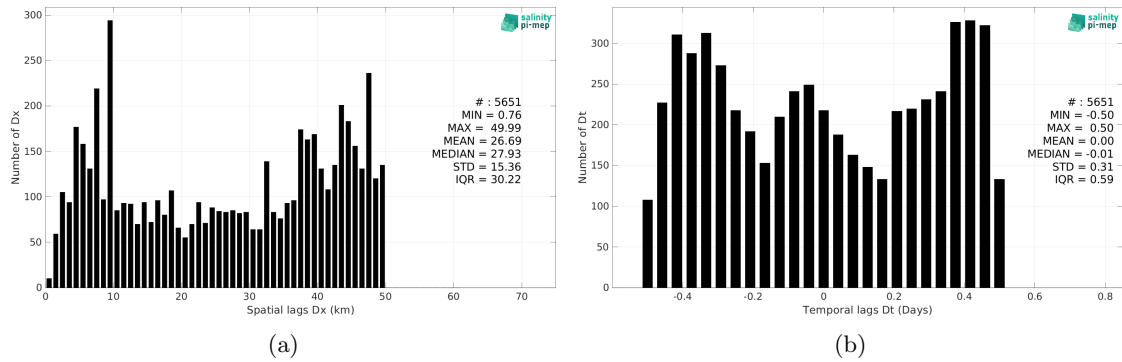 salinity
pi-mep
300
250
200
150
100
50
0
Number of Dx
# : 5651
MIN = 0.76
MAX = 49.99
MEAN = 26.69
MEDIAN = 27.93
STD = 15.36
IQR = 30.22
0 10 20 30 40 50 60 70
Spatial lags Dx (km)
(a)
salinity
pi-mep
300
250
200
150
100
50
0
Number of Dt
# : 5651
MIN = -0.50
MAX = 0.50
MEAN = 0.00
MEDIAN = -0.01
STD = 0.31
IQR = 0.59
-0.4 -0.2 0 0.2 0.4 0.6 0.8
Temporal lags Dt (Days)
(b)